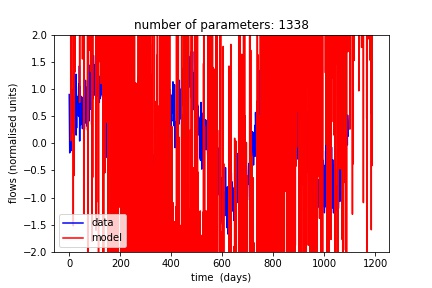 number of parameters: 1338
flows (normalised units)
2.0
1.5
1.0
0.5
0.0
−0.5
−1.0
−1.5
−2.0
data
model
0 200 400 600 800 1000 1200
time (days)